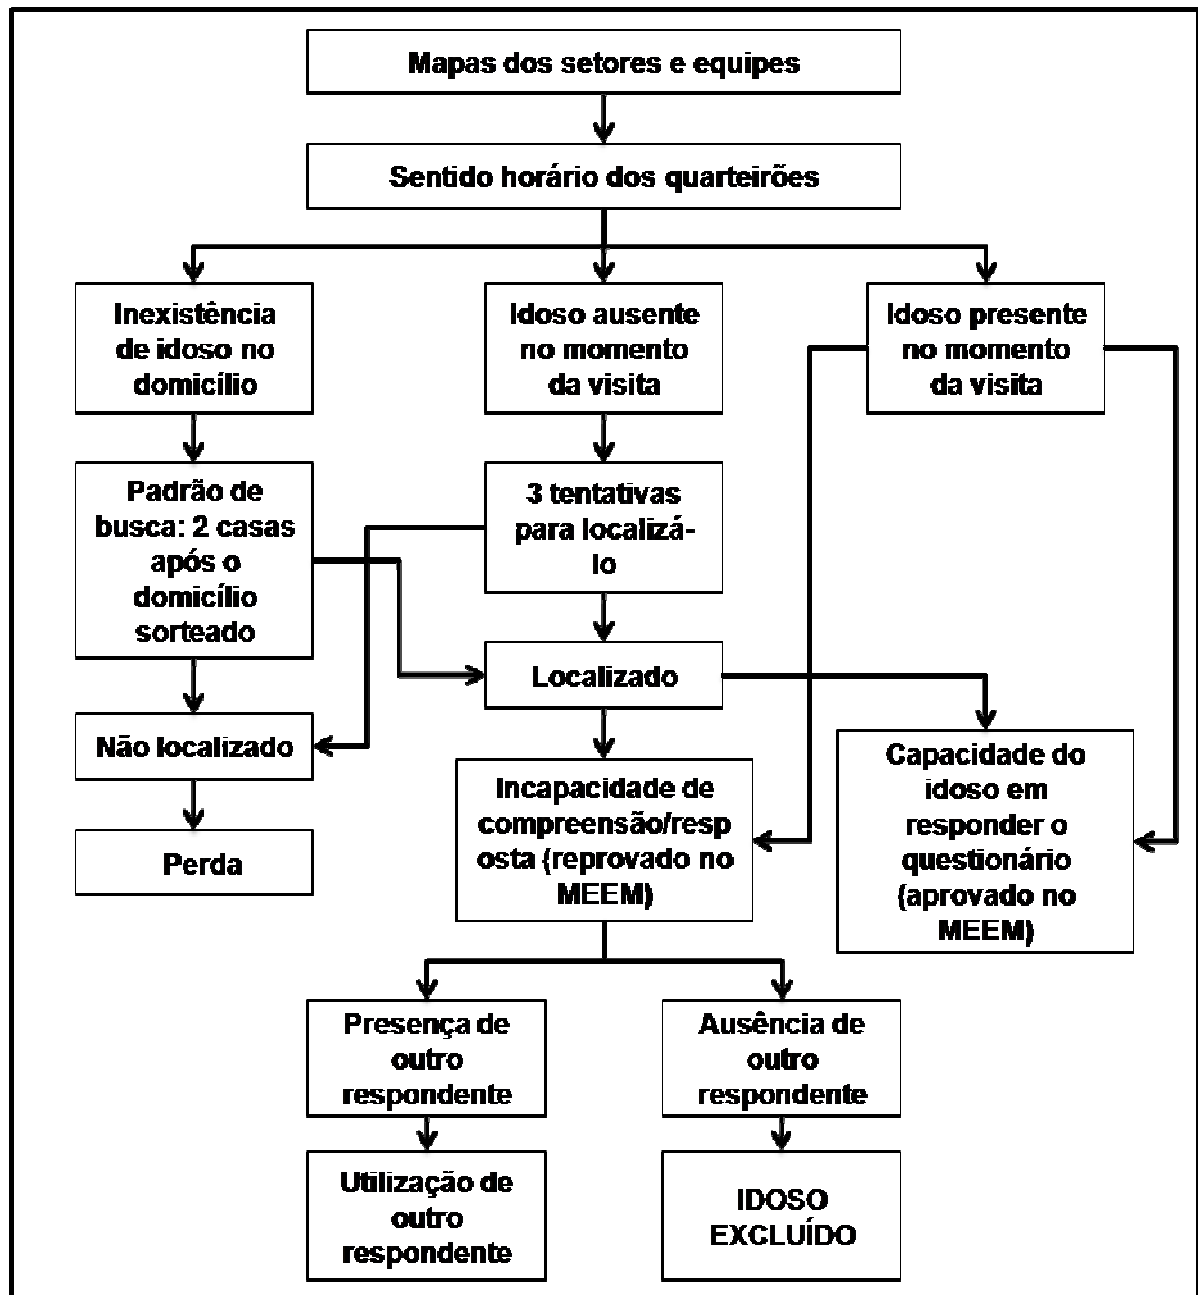 Mapas dos setores e equipes
Sentido horário dos quarteirões
Inexistência
de idoso no
domicílio
Idoso ausente
no momento
da visita
Idoso presente
no momento
da visita
Padrão de
busca: 2 casas
após o
domicílio
sorteado
3 tentativas
para localizá-
lo
Localizado
Não localizado
Perda
Incapacidade de
compreensão/resp
osta (reprovado no
MEEM)
Capacidade do
idoso em
responder o
questionário
(aprovado no
MEEM)
Presença de
outro
respondente
Ausência de
outro
respondente
Utilização de
outro
respondente
IDOSO
EXCLUÍDO